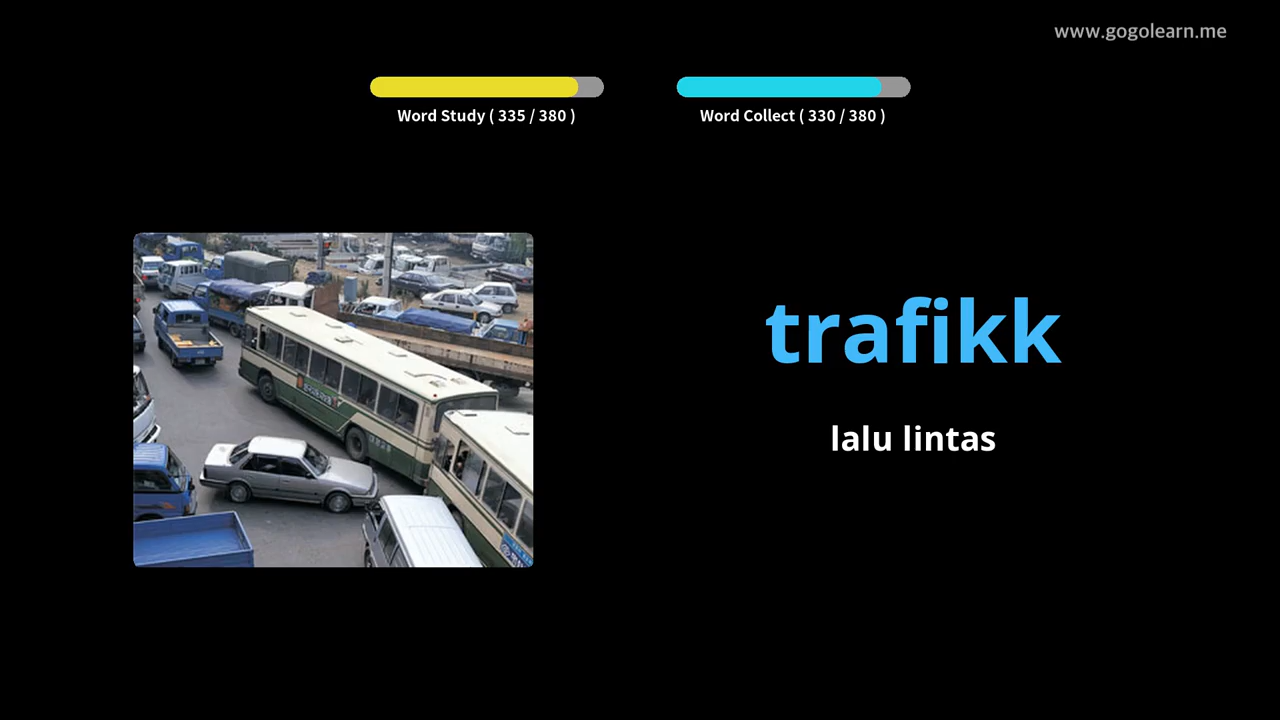 www.gogolearn.me
Word Study ( 335 / 380 )
Word Collect ( 330 / 380 )
trafikk
lalu lintas